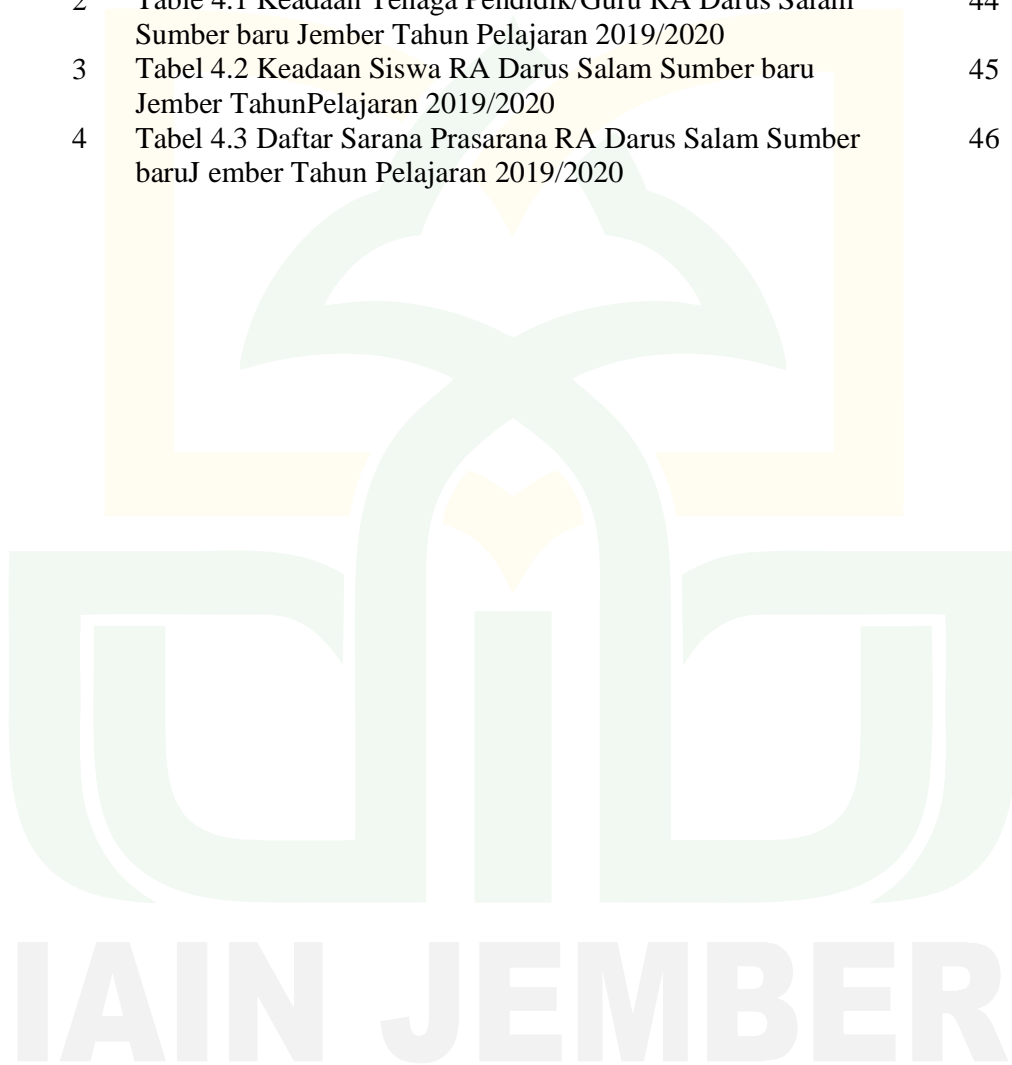 2 Table 4.1 Keadaan Tenaga Pendidik/Guru RA Darus Salam 44
Sumber baru Jember Tahun Pelajaran 2019/2020
3 Tabel 4.2 Keadaan Siswa RA Darus Salam Sumber baru 45
Jember TahunPelajaran 2019/2020
4 Tabel 4.3 Daftar Sarana Prasarana RA Darus Salam Sumber 46
baruJ ember Tahun Pelajaran 2019/2020
IAIN JEMBER